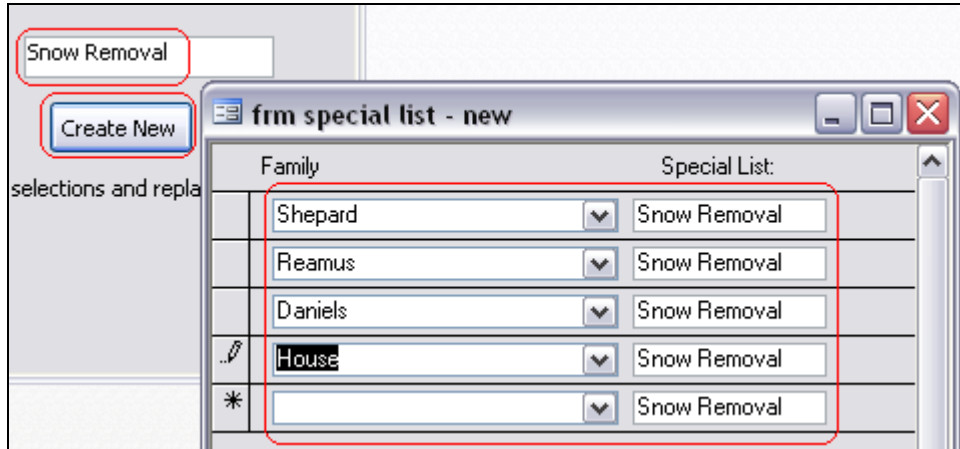 Snow Removal
Create New
selections and repla
frm special list - new
Family Special List:
Shepard Snow Removal
Reamus Snow Removal
Daniels Snow Removal
House Snow Removal
Snow Removal